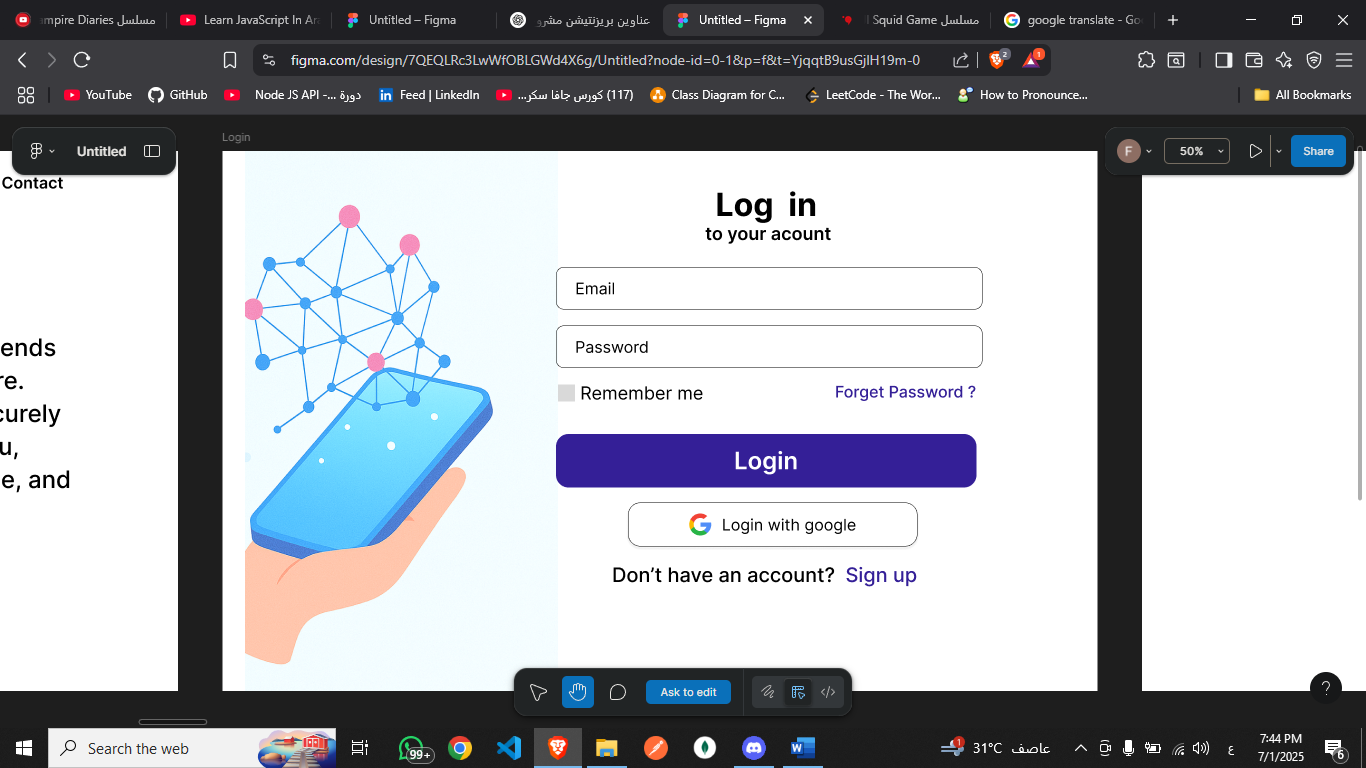 مسلسل ampire Diaries
Learn JavaScript In Ara
Untitled – Figma
عناوين بريزنتيشن مشرو
Untitled – Figma
مسلسل Squid Game
google translate - Go
figma.com/design/7QEQLRc3LwWfOBLGWd4X6g/Untitled?node-id=0-1&p=f&t=YjqqtB9usGjlH19m-0
2
1
YouTube
GitHub
دورة -... Node JS API
Feed | LinkedIn
(117) كورس جافا سكر...
Class Diagram for C...
LeetCode - The Wor...
How to Pronounce...
All Bookmarks
Untitled
Login
F
50%
Share
Contact
Log in
to your acount
Email
Password
Remember me
Forget Password ?
Login
Login with google
Don’t have an account? Sign up
ends
re.
curely
u,
e, and
Ask to edit
?
Search the web
99+
1
31°C عاصف
ع
7:44 PM
7/1/2025
6